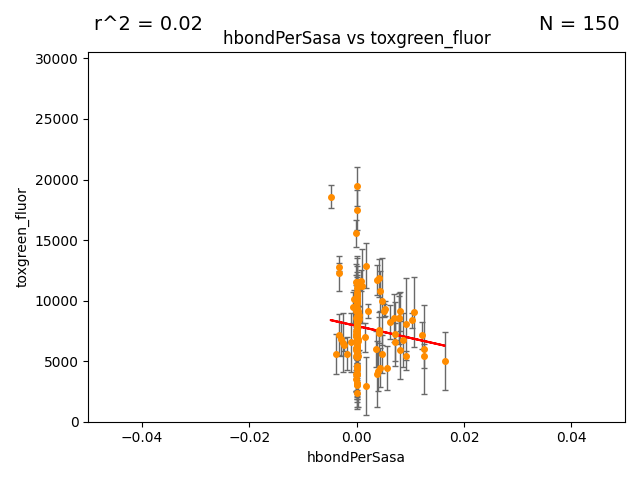 r^2 = 0.02
N = 150
hbondPerSasa vs toxgreen_fluor
30000
25000
20000
15000
10000
5000
0
toxgreen_fluor
−0.04
−0.02
0.00
0.02
0.04
hbondPerSasa